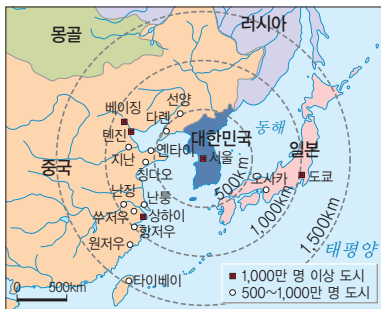 몽골
러시아
선양
베이징
다롄
대한민국
동해
톈진
옌타이
서울
일본
중국
지난
칭다오
500km
오사카
도쿄
1,000km
난징
난퉁
쑤저우
상하이
항저우
1,500km
원저우
태평양
타이베이
0 500km
1,000만 명 이상 도시
500~1,000만 명 도시